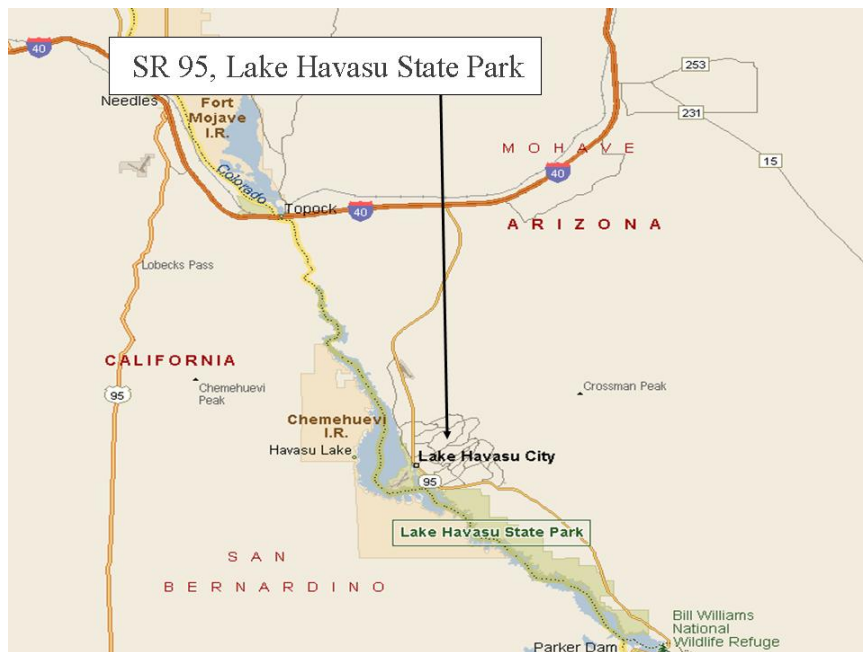 40
SR 95, Lake Havasu State Park
Needles
Fort
Mojave
I.R.
253
231
15
M O H A V E
40
Colorado
Topock
40
A R I Z O N A
Lobecks Pass
CALIFORNIA
95
Chemehuevi
Peak
Crossman Peak
Chemehuevi
I.R.
Havasu Lake
Lake Havasu City
95
Lake Havasu State Park
S A N
B E R N A R D I N O
Bill Williams
National
Wildlife Refuge
Parker Dam